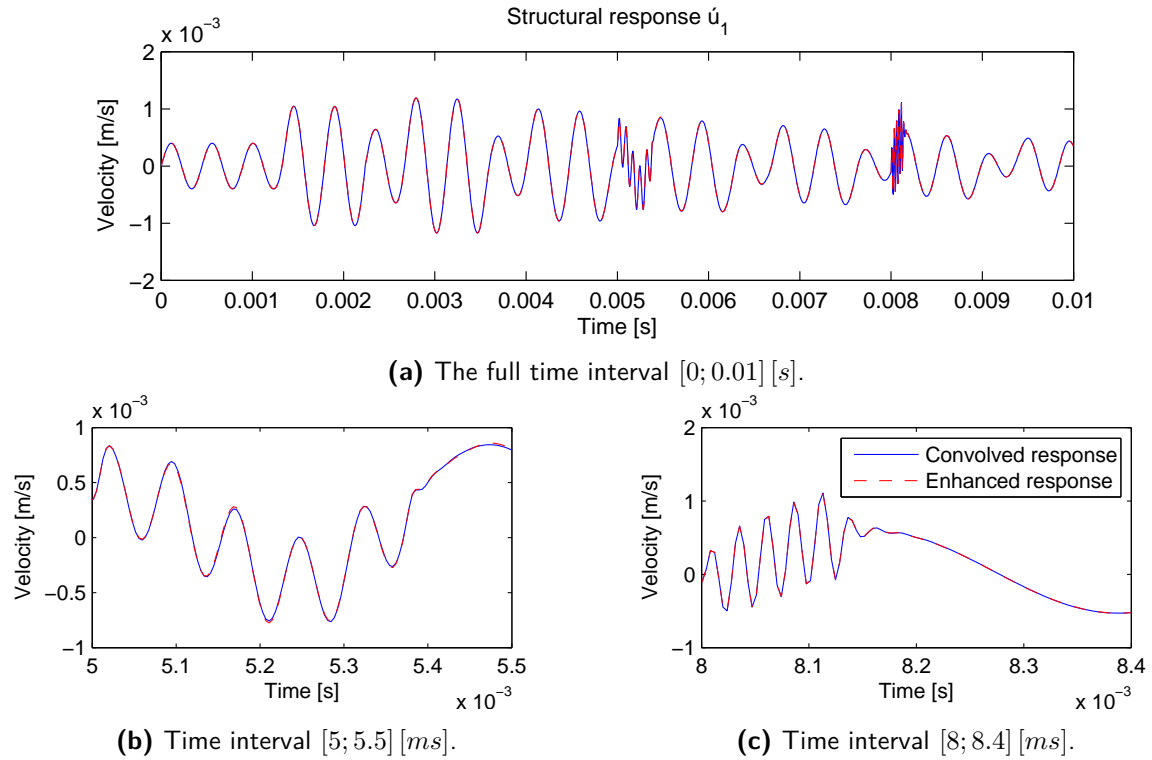 Structural response ú₁
x 10⁻³
2
1
0
−1
−2
Velocity [m/s]
0 0.001 0.002 0.003 0.004 0.005 0.006 0.007 0.008 0.009 0.01
Time [s]
(a) The full time interval [0; 0.01] [s].
x 10⁻³
1
0.5
0
−0.5
−1
Velocity [m/s]
5 5.1 5.2 5.3 5.4 5.5
Time [s]
x 10⁻³
(b) Time interval [5; 5.5] [ms].
x 10⁻³
2
1
0
−1
Velocity [m/s]
Convolved response
Enhanced response
8 8.1 8.2 8.3 8.4
Time [s]
x 10⁻³
(c) Time interval [8; 8.4] [ms].